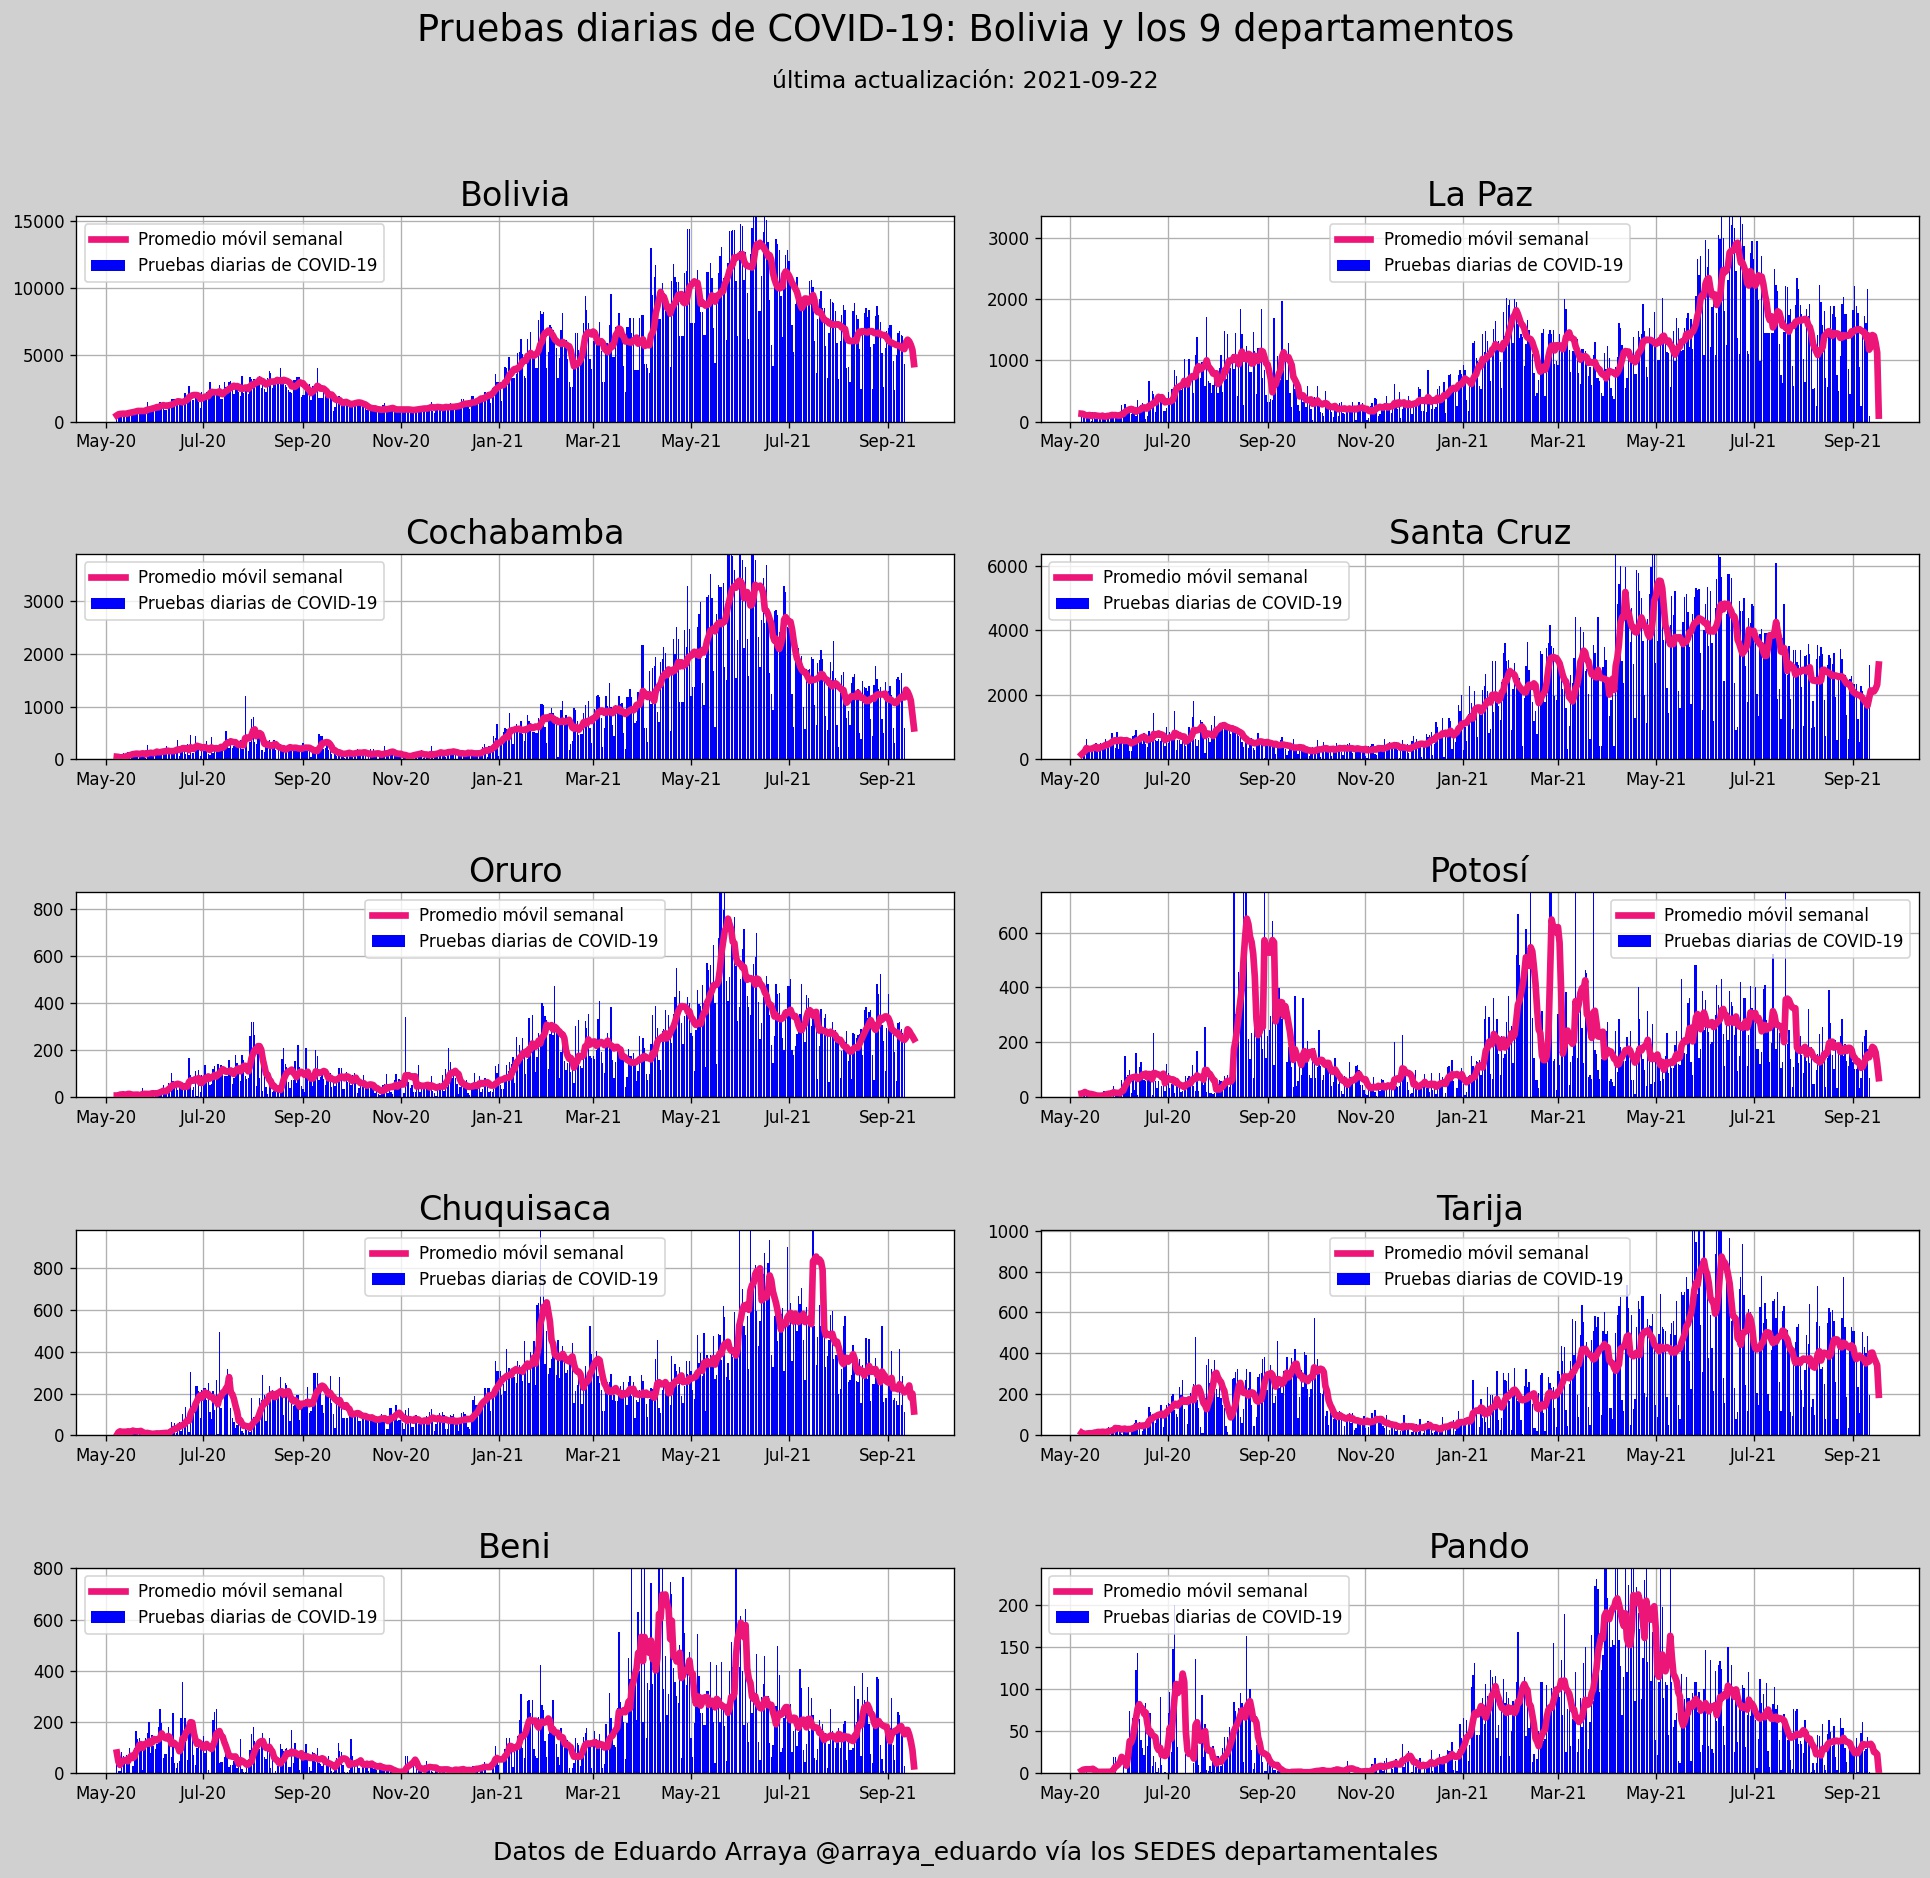 Pruebas diarias de COVID-19: Bolivia y los 9 departamentos
última actualización: 2021-09-22
Bolivia
Promedio móvil semanal
Pruebas diarias de COVID-19
15000
10000
5000
0
May-20 Jul-20 Sep-20 Nov-20 Jan-21 Mar-21 May-21 Jul-21 Sep-21
La Paz
Promedio móvil semanal
Pruebas diarias de COVID-19
3000
2000
1000
0
May-20 Jul-20 Sep-20 Nov-20 Jan-21 Mar-21 May-21 Jul-21 Sep-21
Cochabamba
Promedio móvil semanal
Pruebas diarias de COVID-19
3000
2000
1000
0
May-20 Jul-20 Sep-20 Nov-20 Jan-21 Mar-21 May-21 Jul-21 Sep-21
Santa Cruz
Promedio móvil semanal
Pruebas diarias de COVID-19
6000
4000
2000
0
May-20 Jul-20 Sep-20 Nov-20 Jan-21 Mar-21 May-21 Jul-21 Sep-21
Oruro
Promedio móvil semanal
Pruebas diarias de COVID-19
800
600
400
200
0
May-20 Jul-20 Sep-20 Nov-20 Jan-21 Mar-21 May-21 Jul-21 Sep-21
Potosí
Promedio móvil semanal
Pruebas diarias de COVID-19
600
400
200
0
May-20 Jul-20 Sep-20 Nov-20 Jan-21 Mar-21 May-21 Jul-21 Sep-21
Chuquisaca
Promedio móvil semanal
Pruebas diarias de COVID-19
800
600
400
200
0
May-20 Jul-20 Sep-20 Nov-20 Jan-21 Mar-21 May-21 Jul-21 Sep-21
Tarija
Promedio móvil semanal
Pruebas diarias de COVID-19
1000
800
600
400
200
0
May-20 Jul-20 Sep-20 Nov-20 Jan-21 Mar-21 May-21 Jul-21 Sep-21
Beni
Promedio móvil semanal
Pruebas diarias de COVID-19
800
600
400
200
0
May-20 Jul-20 Sep-20 Nov-20 Jan-21 Mar-21 May-21 Jul-21 Sep-21
Pando
Promedio móvil semanal
Pruebas diarias de COVID-19
200
150
100
50
0
May-20 Jul-20 Sep-20 Nov-20 Jan-21 Mar-21 May-21 Jul-21 Sep-21
Datos de Eduardo Arraya @arraya_eduardo vía los SEDES departamentales